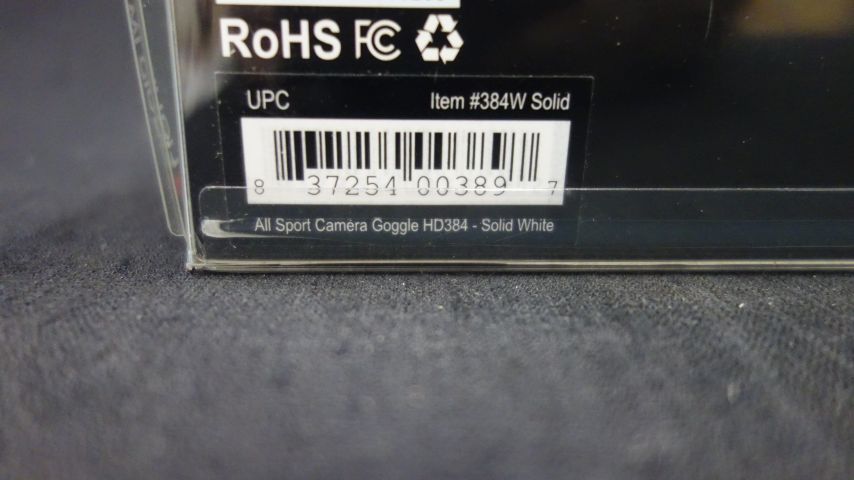 RoHS FC
UPC Item #384W Solid
8 37254 00389 7
All Sport Camera Goggle HD384 - Solid White